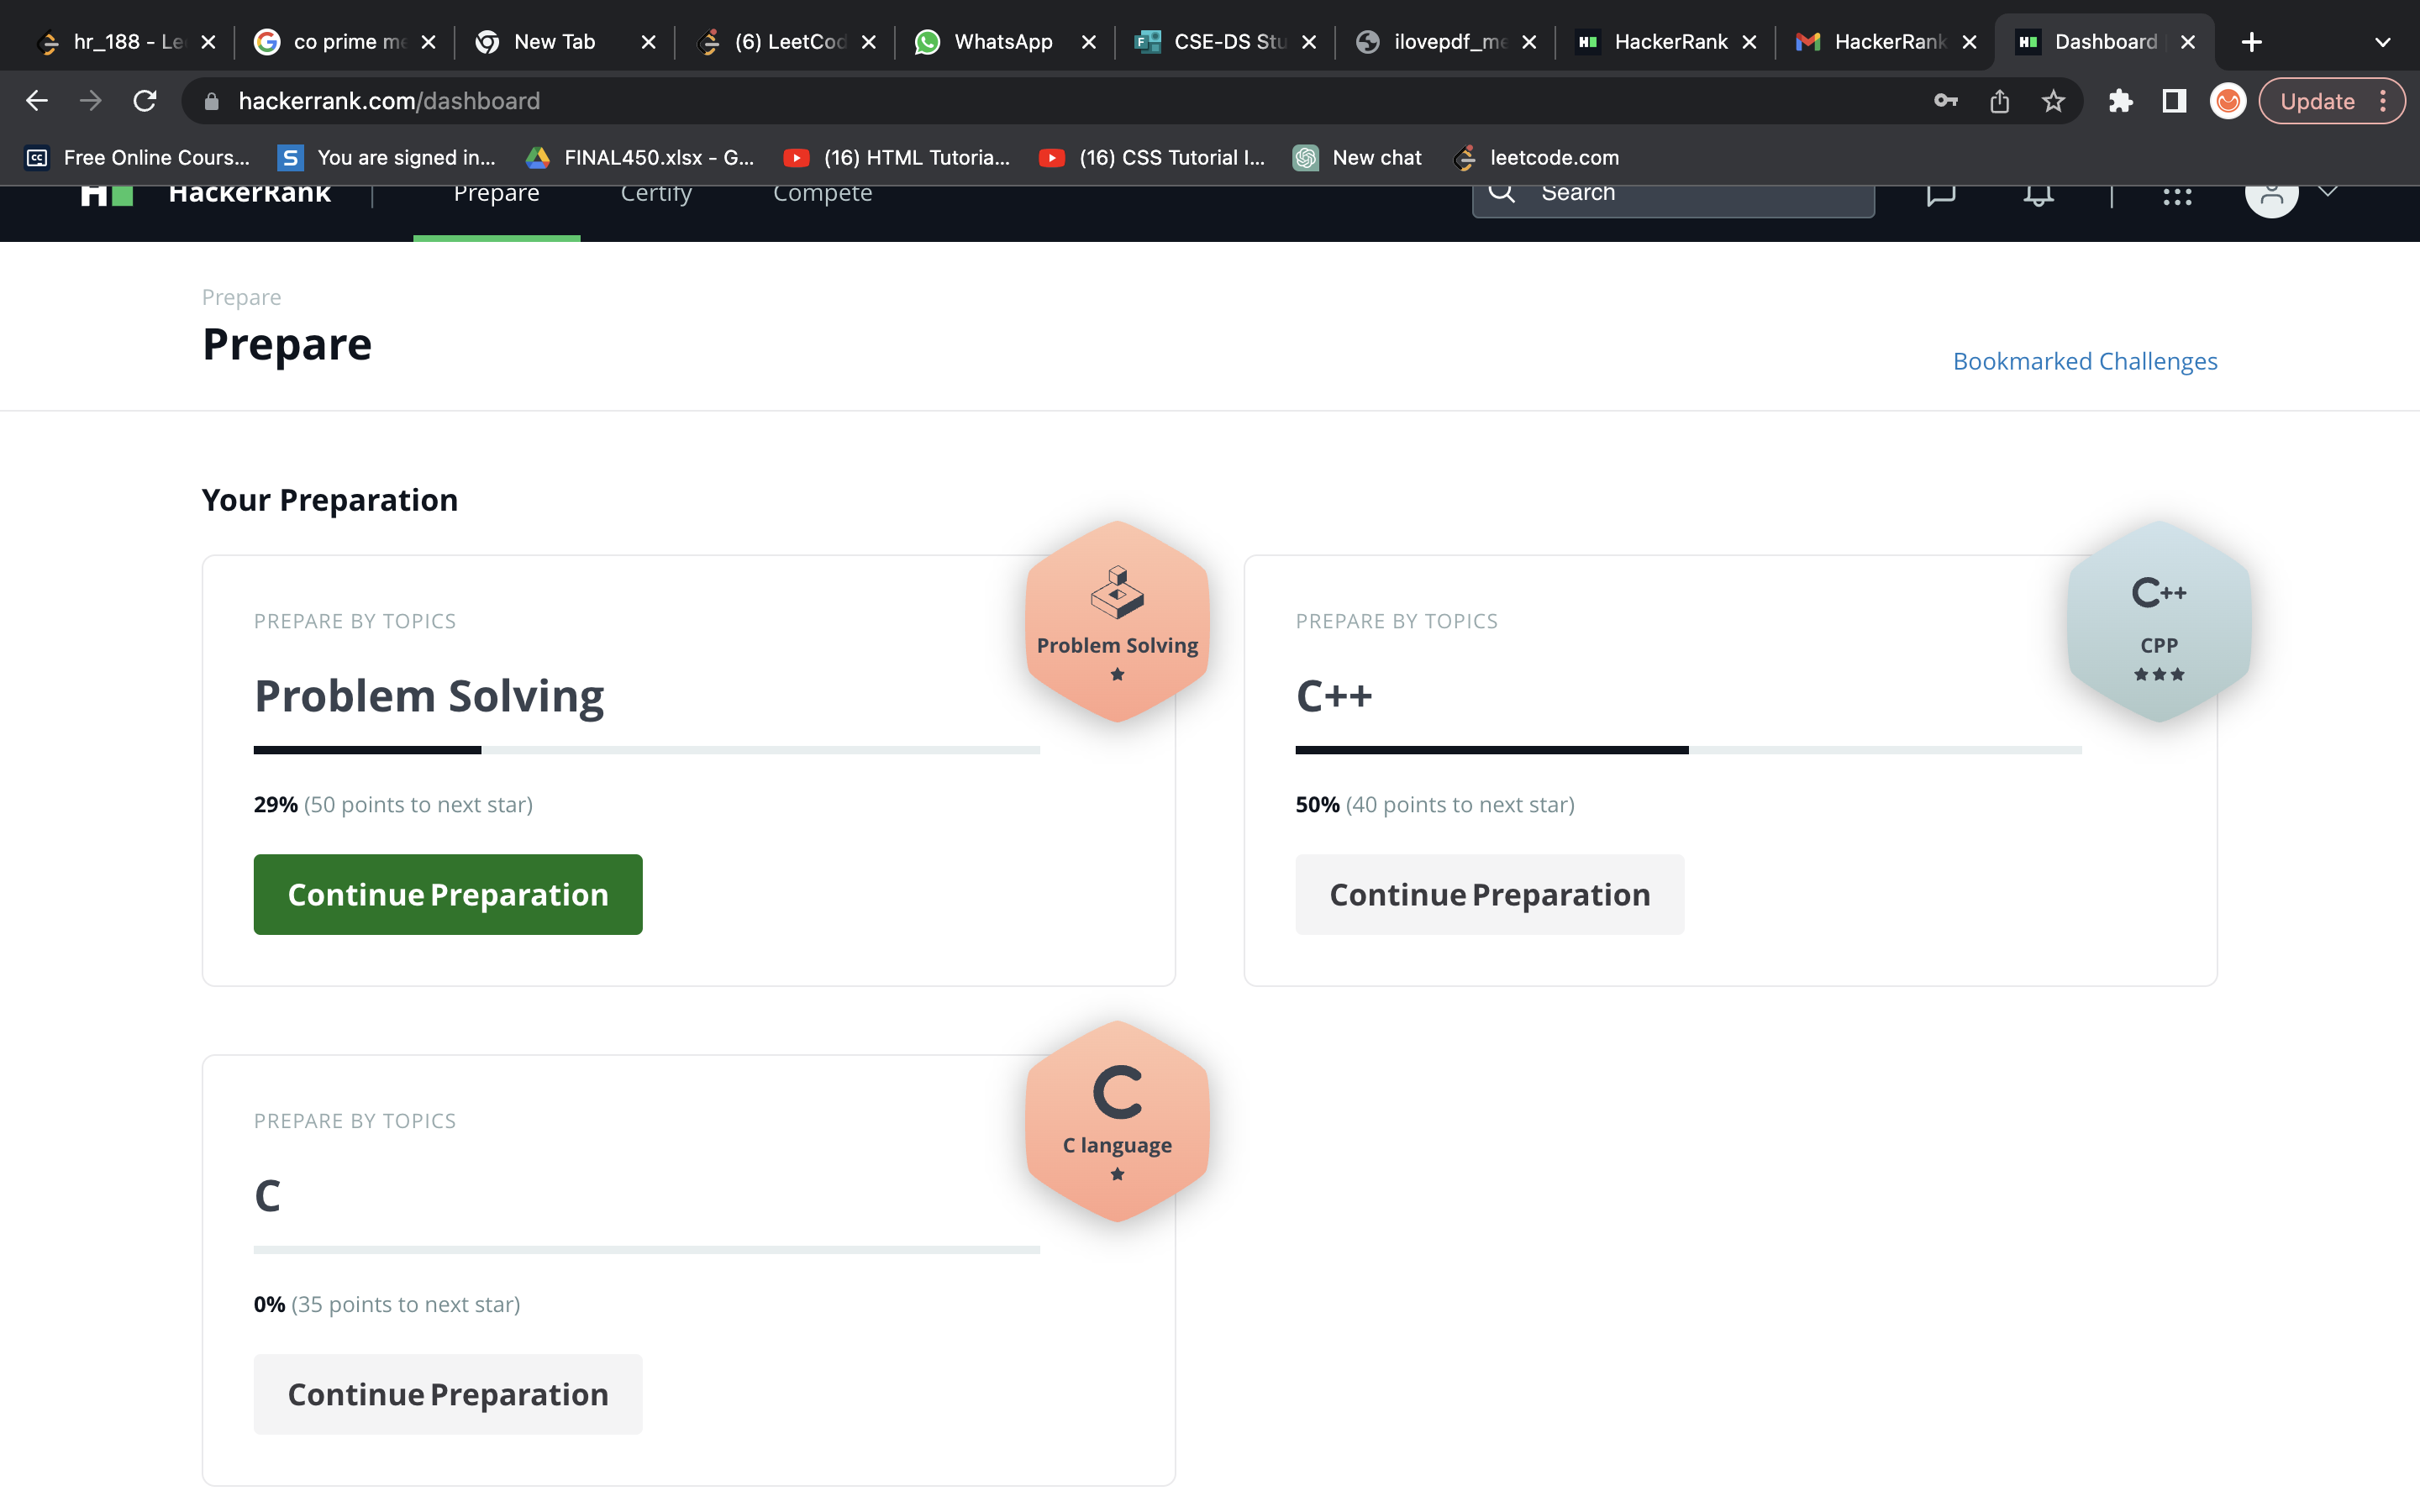 hr_188 - Le
co prime me
New Tab
(6) LeetCod
WhatsApp
CSE-DS Stu
ilovepdf_me
HackerRank
HackerRank
Dashboard
hackerrank.com/dashboard
Update
Free Online Cours...
You are signed in...
FINAL450.xlsx - G...
(16) HTML Tutoria...
(16) CSS Tutorial I...
New chat
leetcode.com
HackerRank
Prepare
Certify
Compete
Search
Prepare
Prepare
Bookmarked Challenges
Your Preparation
PREPARE BY TOPICS
Problem Solving
Problem Solving
29% (50 points to next star)
Continue Preparation
PREPARE BY TOPICS
C++
CPP
C++
50% (40 points to next star)
Continue Preparation
PREPARE BY TOPICS
C
C language
C
0% (35 points to next star)
Continue Preparation